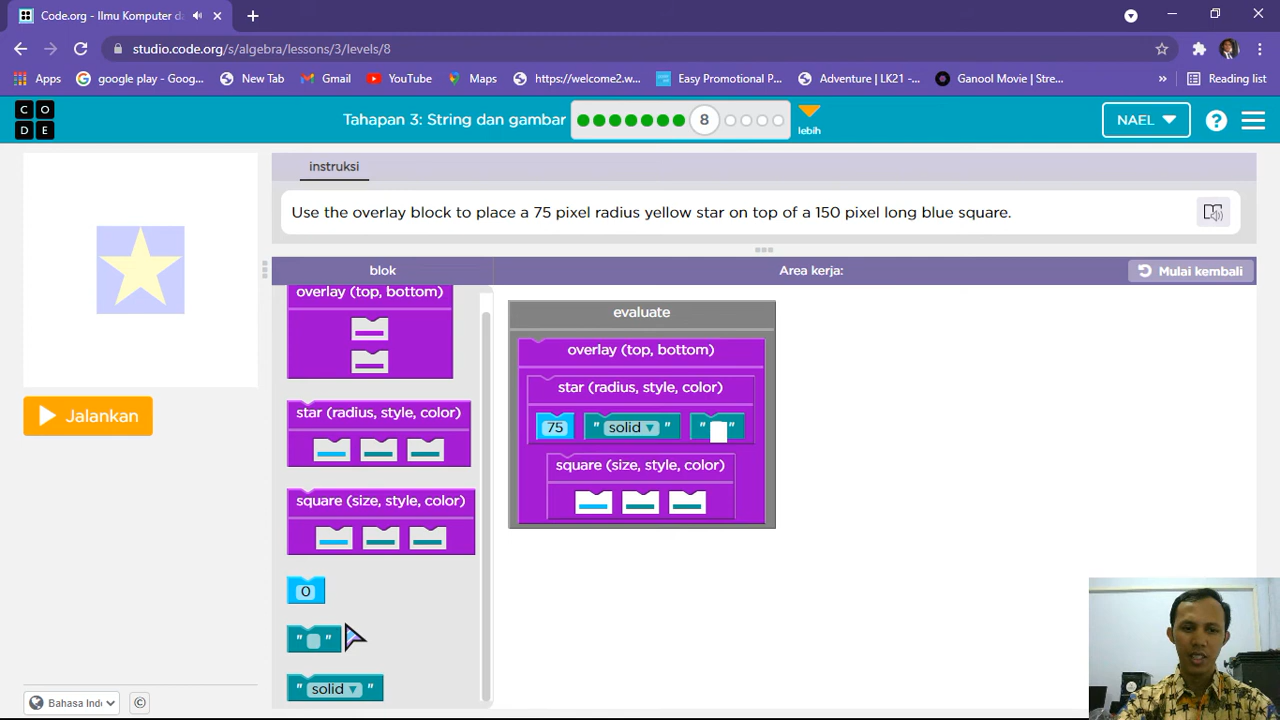 Code.org - Ilmu Komputer da
studio.code.org/s/algebra/lessons/3/levels/8
Apps
google play - Goog...
New Tab
Gmail
YouTube
Maps
https://welcome2.w...
Easy Promotional P...
Adventure | LK21 -...
Ganool Movie | Stre...
»
Reading list
C O
D E
Tahapan 3: String dan gambar
8
lebih
NAEL
?
instruksi
Use the overlay block to place a 75 pixel radius yellow star on top of a 150 pixel long blue square.
blok
Area kerja:
Mulai kembali
overlay (top, bottom)
star (radius, style, color)
square (size, style, color)
0
" "
" solid ▼ "
evaluate
overlay (top, bottom)
star (radius, style, color)
75 " solid ▼ " " "
square (size, style, color)
Jalankan
Bahasa Ind
©